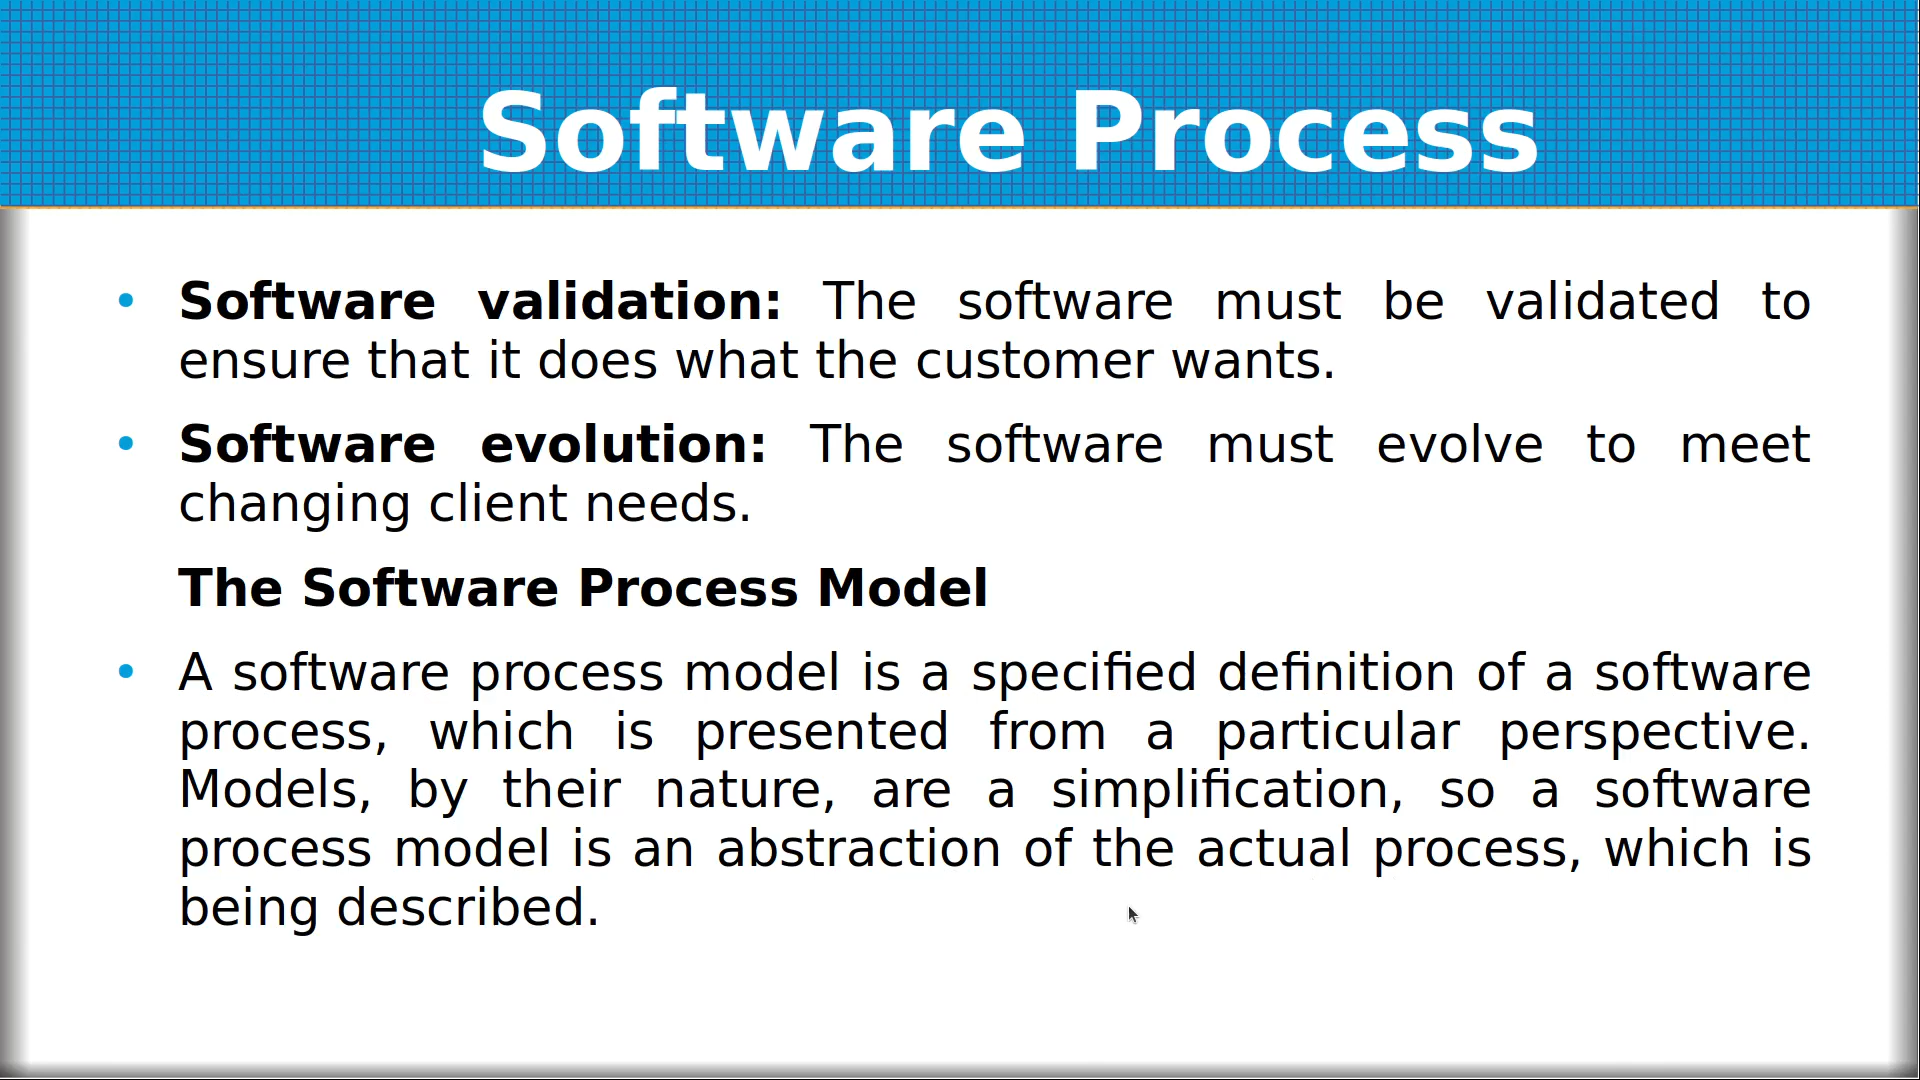 Software Process
• Software validation: The software must be validated to
ensure that it does what the customer wants.
• Software evolution: The software must evolve to meet
changing client needs.
The Software Process Model
• A software process model is a specified definition of a software
process, which is presented from a particular perspective.
Models, by their nature, are a simplification, so a software
process model is an abstraction of the actual process, which is
being described.